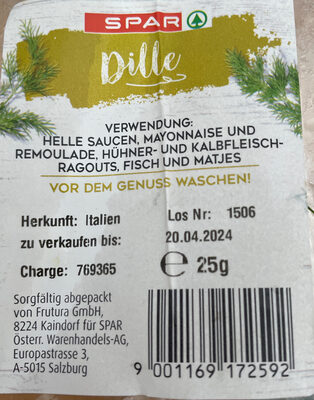 SPAR
Dille
VERWENDUNG:
HELLE SAUCEN, MAYONNAISE UND
REMOULADE, HÜHNER- UND KALBFLEISCH-
RAGOUTS, FISCH UND MATJES
VOR DEM GENUSS WASCHEN!
Herkunft: Italien Los Nr: 1506
zu verkaufen bis: 20.04.2024
Charge: 769365 ℮ 25g
Sorgfältig abgepackt
von Frutura GmbH,
8224 Kaindorf für SPAR
Österr. Warenhandels-AG,
Europastrasse 3,
A-5015 Salzburg
9 001169 172592